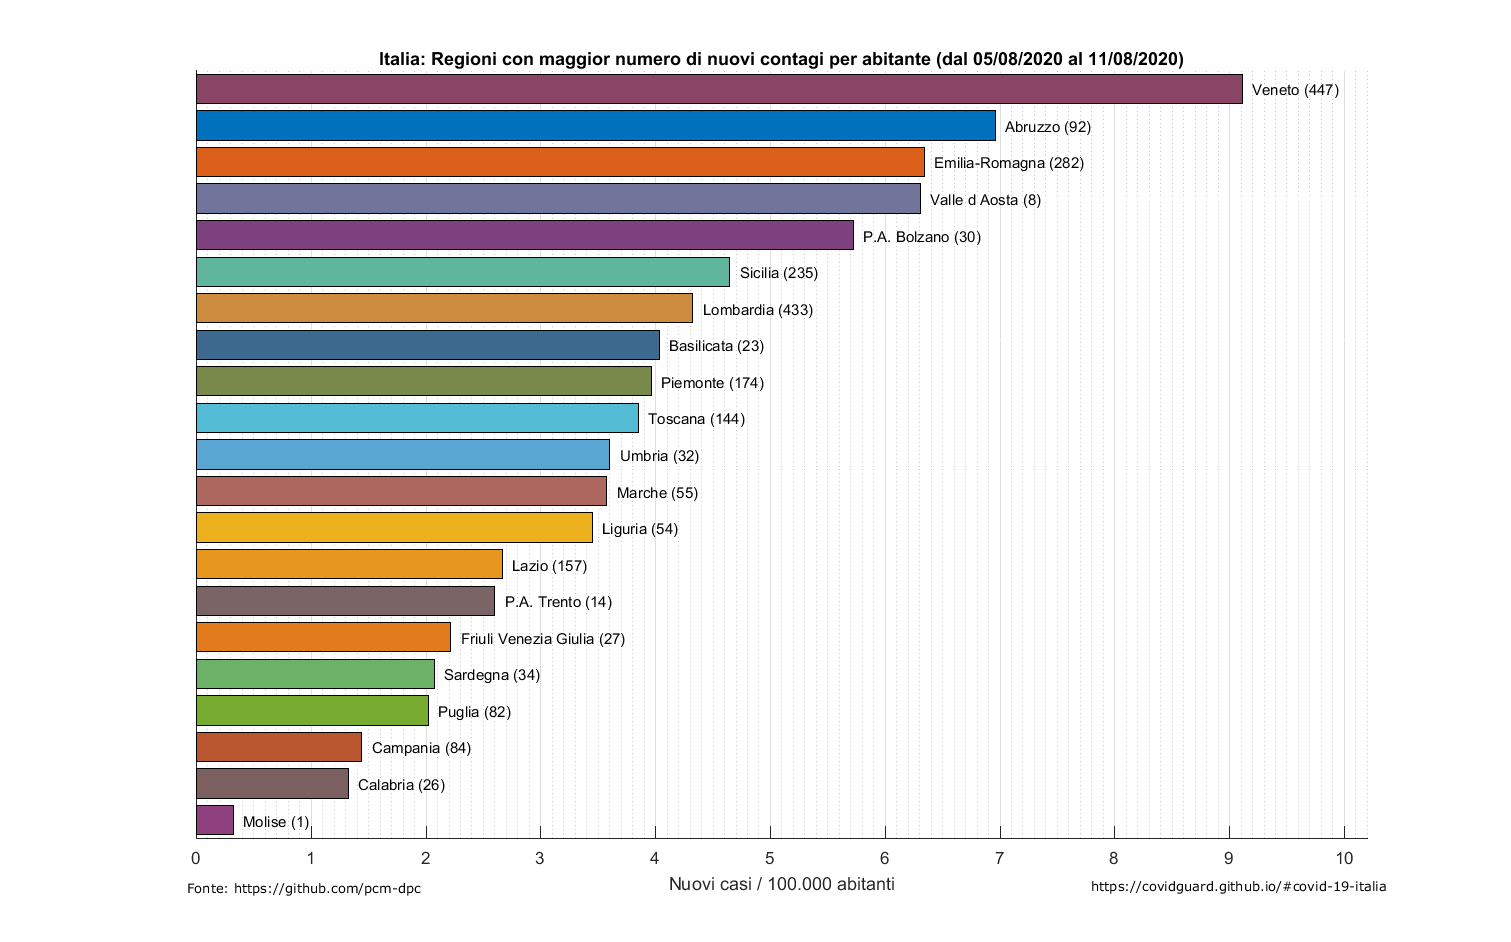 Italia: Regioni con maggior numero di nuovi contagi per abitante (dal 05/08/2020 al 11/08/2020)
Veneto (447)
Abruzzo (92)
Emilia-Romagna (282)
Valle d Aosta (8)
P.A. Bolzano (30)
Sicilia (235)
Lombardia (433)
Basilicata (23)
Piemonte (174)
Toscana (144)
Umbria (32)
Marche (55)
Liguria (54)
Lazio (157)
P.A. Trento (14)
Friuli Venezia Giulia (27)
Sardegna (34)
Puglia (82)
Campania (84)
Calabria (26)
Molise (1)
0 1 2 3 4 5 6 7 8 9 10
Nuovi casi / 100.000 abitanti
Fonte: https://github.com/pcm-dpc
https://covidguard.github.io/#covid-19-italia